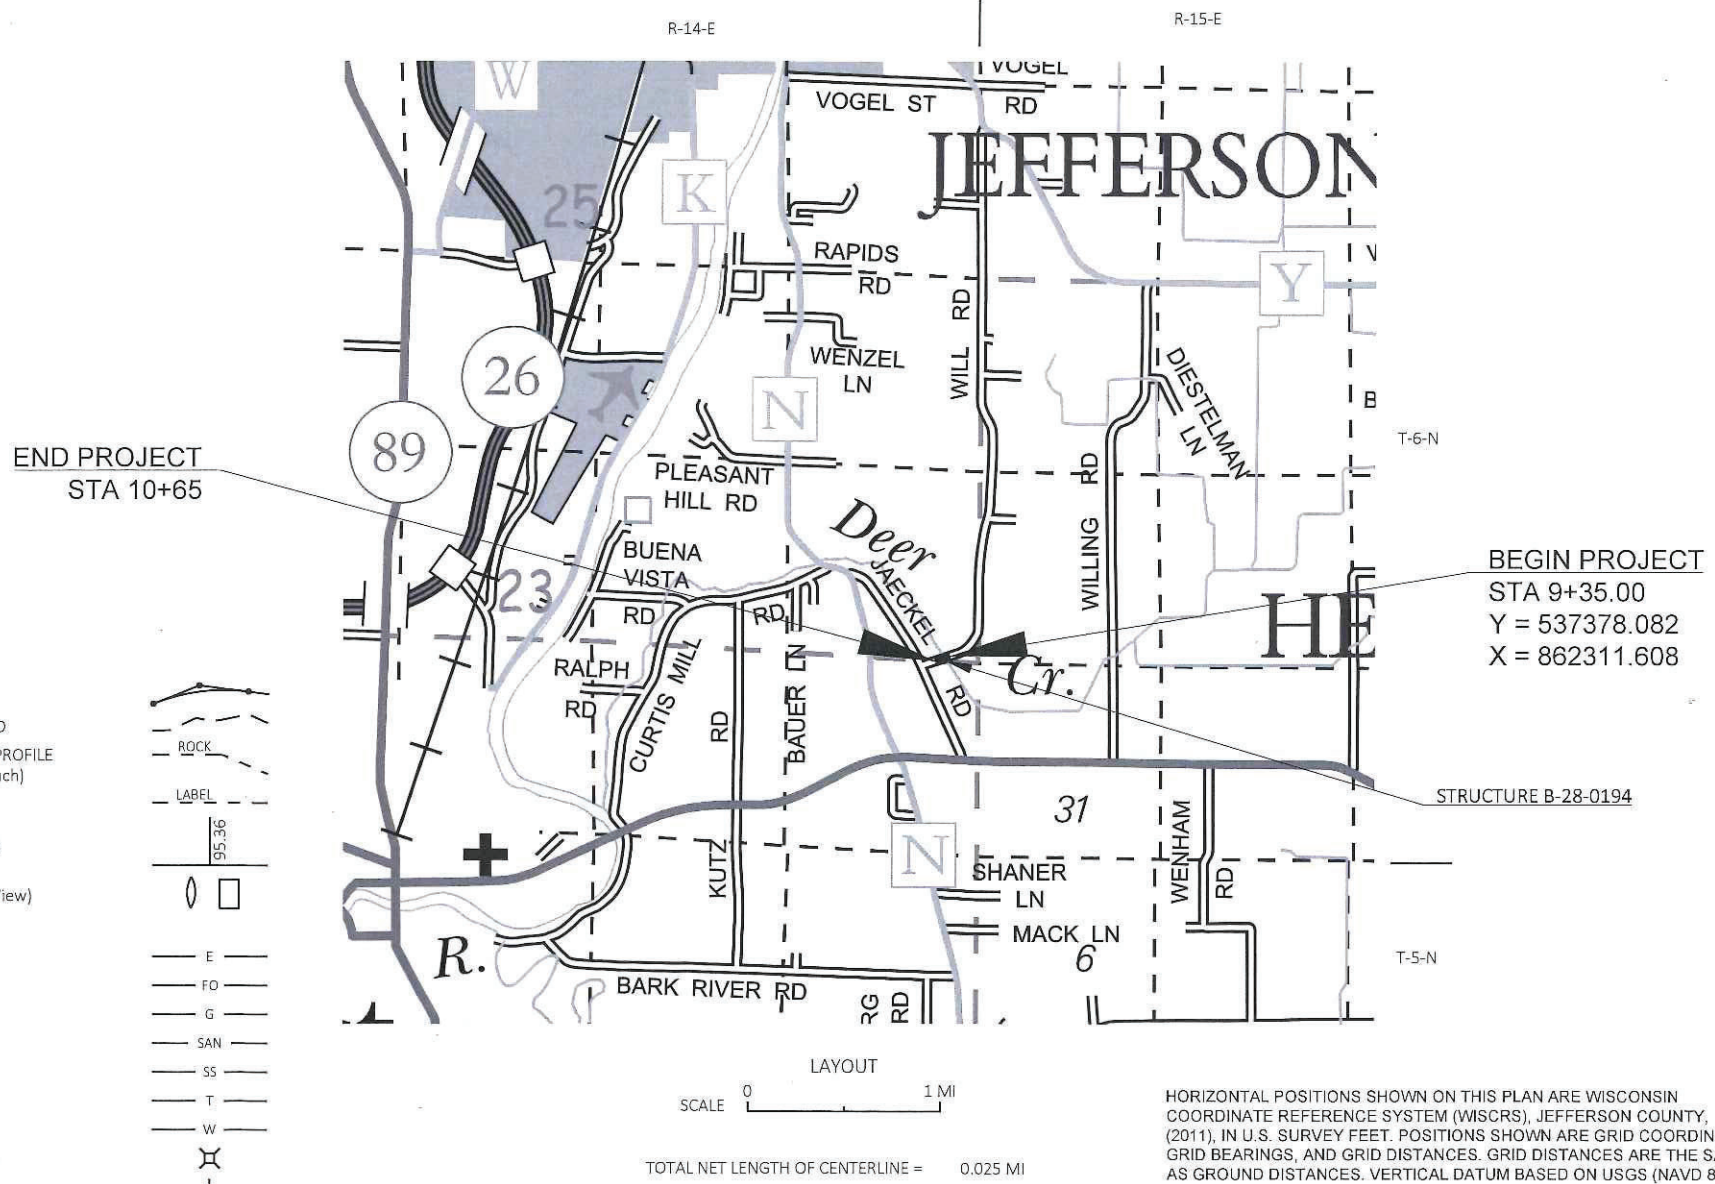 R-14-E
R-15-E
W
VOGEL
VOGEL ST
RD
JEFFERSON
K
25
RAPIDS
RD
Y
WILL RD
WENZEL
LN
26
DIESTELMAN
LN
B
N
89
T-6-N
END PROJECT
STA 10+65
PLEASANT
HILL RD
WILLING RD
Deer
BUENA
VISTA
RD
RD
JAECKEL
RD
23
BEGIN PROJECT
STA 9+35.00
Y = 537378.082
X = 862311.608
HE
Cr.
RALPH
RD
CURTIS MILL
RD
BAUER LN
PROFILE
ROCK
LABEL
95.36
STRUCTURE B-28-0194
31
N
KUTZ
SHANER
LN
WENHAM
RD
MACK LN
6
R.
T-5-N
BARK RIVER RD
RG
RD
E
FO
G
SAN
SS
T
W
LAYOUT
SCALE 0 1 MI
TOTAL NET LENGTH OF CENTERLINE = 0.025 MI
HORIZONTAL POSITIONS SHOWN ON THIS PLAN ARE WISCONSIN
COORDINATE REFERENCE SYSTEM (WISCRS), JEFFERSON COUNTY,
(2011), IN U.S. SURVEY FEET. POSITIONS SHOWN ARE GRID COORDIN
GRID BEARINGS, AND GRID DISTANCES. GRID DISTANCES ARE THE SA
AS GROUND DISTANCES. VERTICAL DATUM BASED ON USGS (NAVD 8